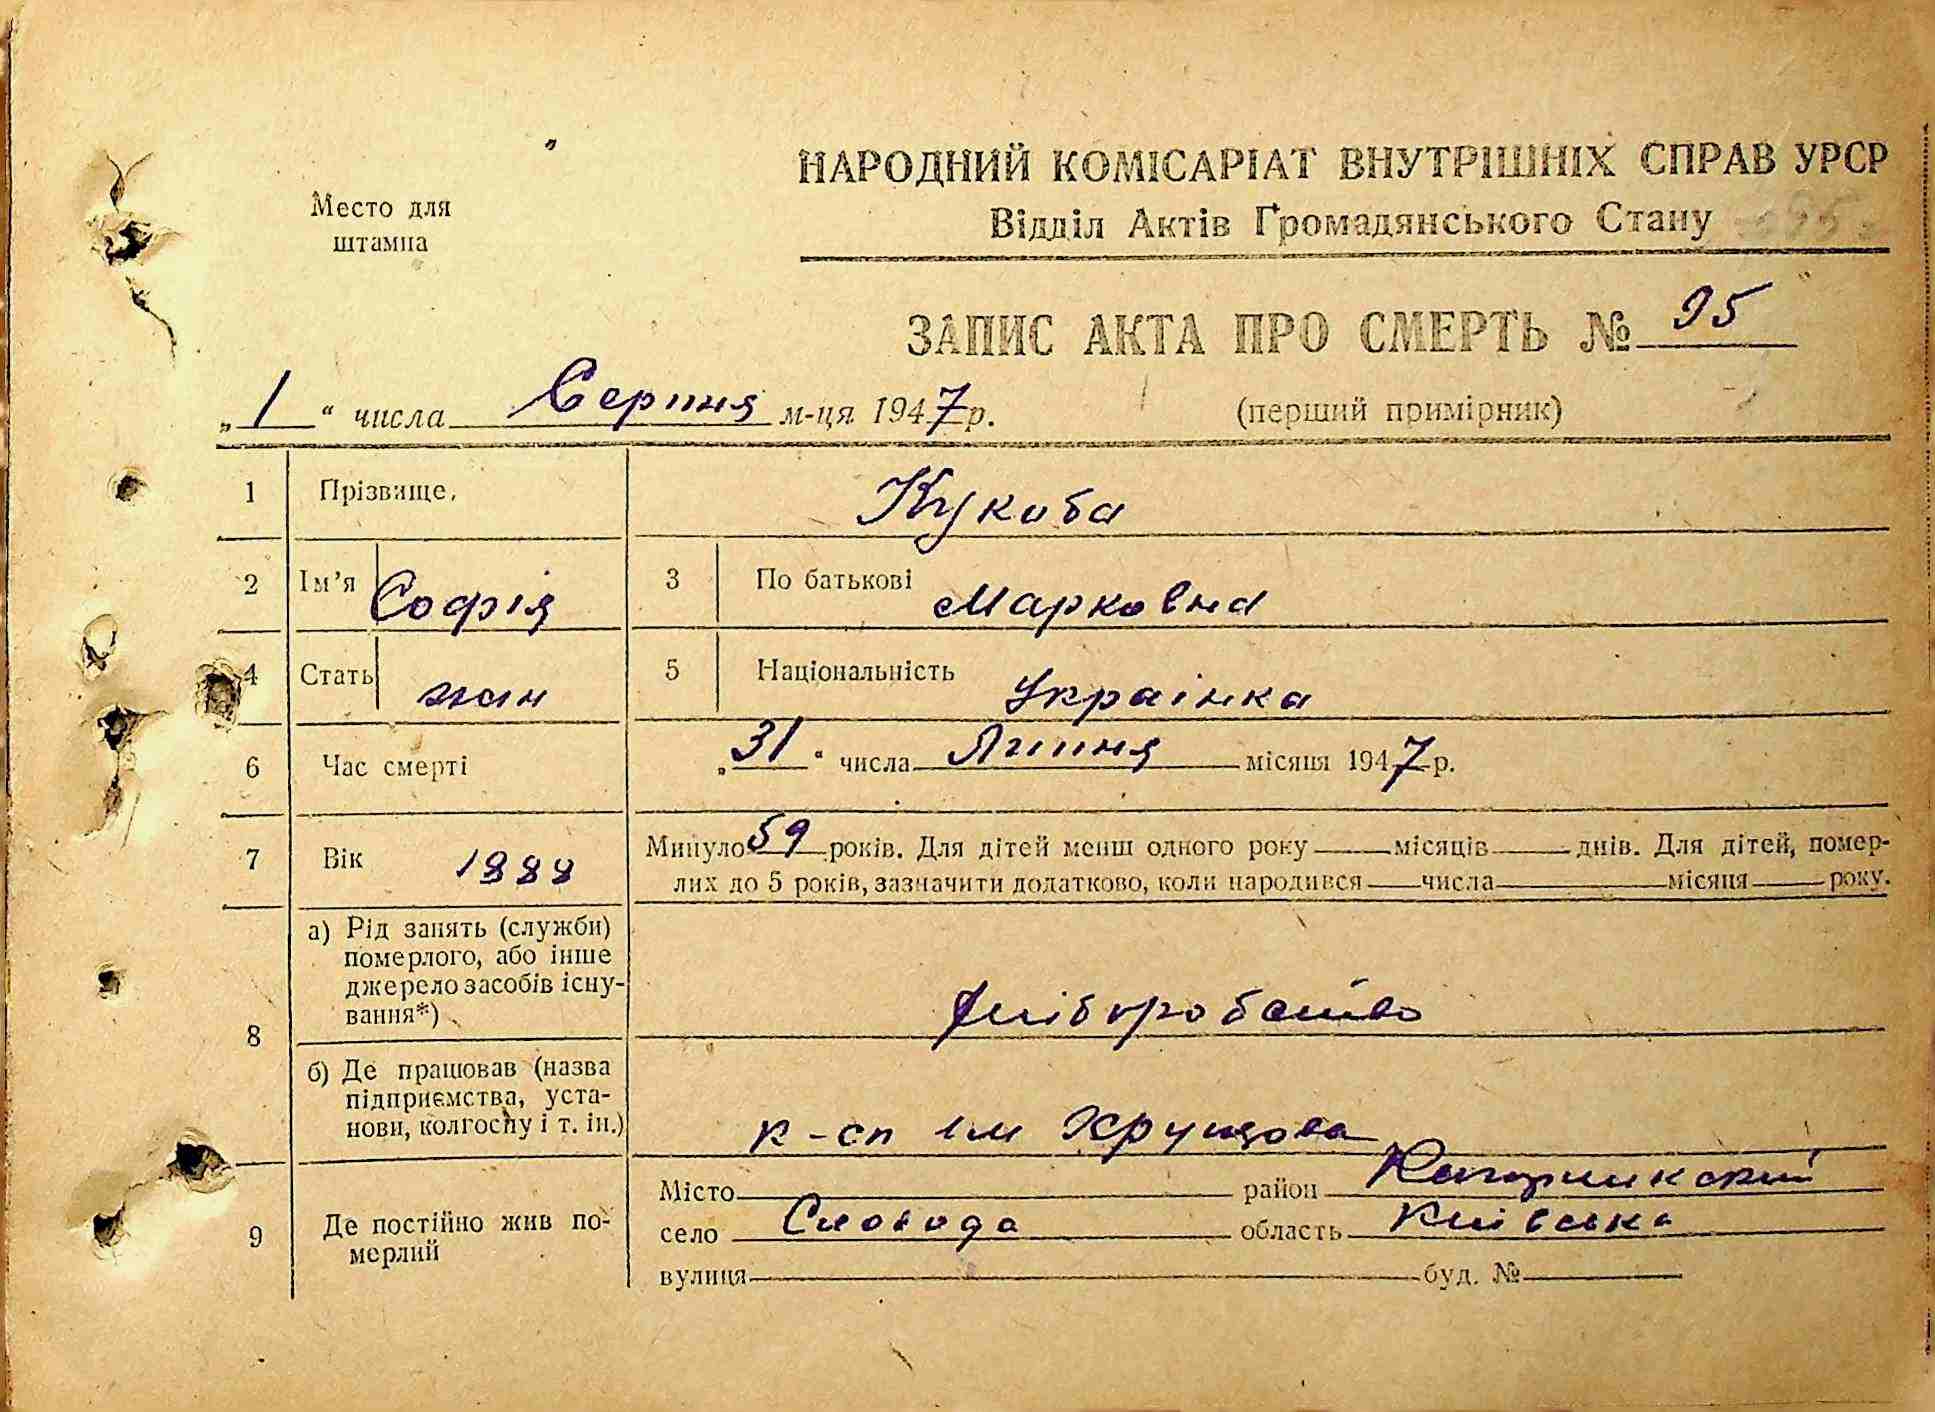 НАРОДНИЙ КОМІСАРІАТ ВНУТРІШНІХ СПРАВ УРСР
Место для штампа
Відділ Актів Громадянського Стану
ЗАПИС АКТА ПРО СМЕРТЬ № 95
„1“ числа Серпня м-ця 1947 р. (перший примірник)
1 Прізвище. Кукоба
2 Ім’я Софія 3 По батькові Марковна
4 Стать жін 5 Національність Українка
6 Час смерті „31“ числа Липня місяця 1947 р.
7 Вік 1888 Минуло 59 років. Для дітей менш одного року місяців днів. Для дітей, помер-
лих до 5 років, зазначити додатково, коли народився числа місяця року.
8 а) Рід занять (служби)
померлого, або інше
джерело засобів існу-
вання*) хліборобство
б) Де працював (назва
підприємства, уста-
нови, колгоспу і т. ін.) к-сп ім Хрущова
9 Де постійно жив по-
мерлий
Місто район Кагарликский
село Слобода область Київська
вулиця буд. №